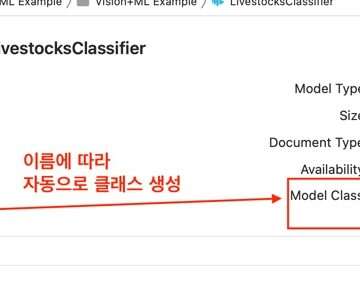 ML Example / Vision+ML Example / LivestocksClassifier
ivestocksClassifier
Model Type
Size
Document Type
Availability
이름에 따라
자동으로 클래스 생성
Model Class